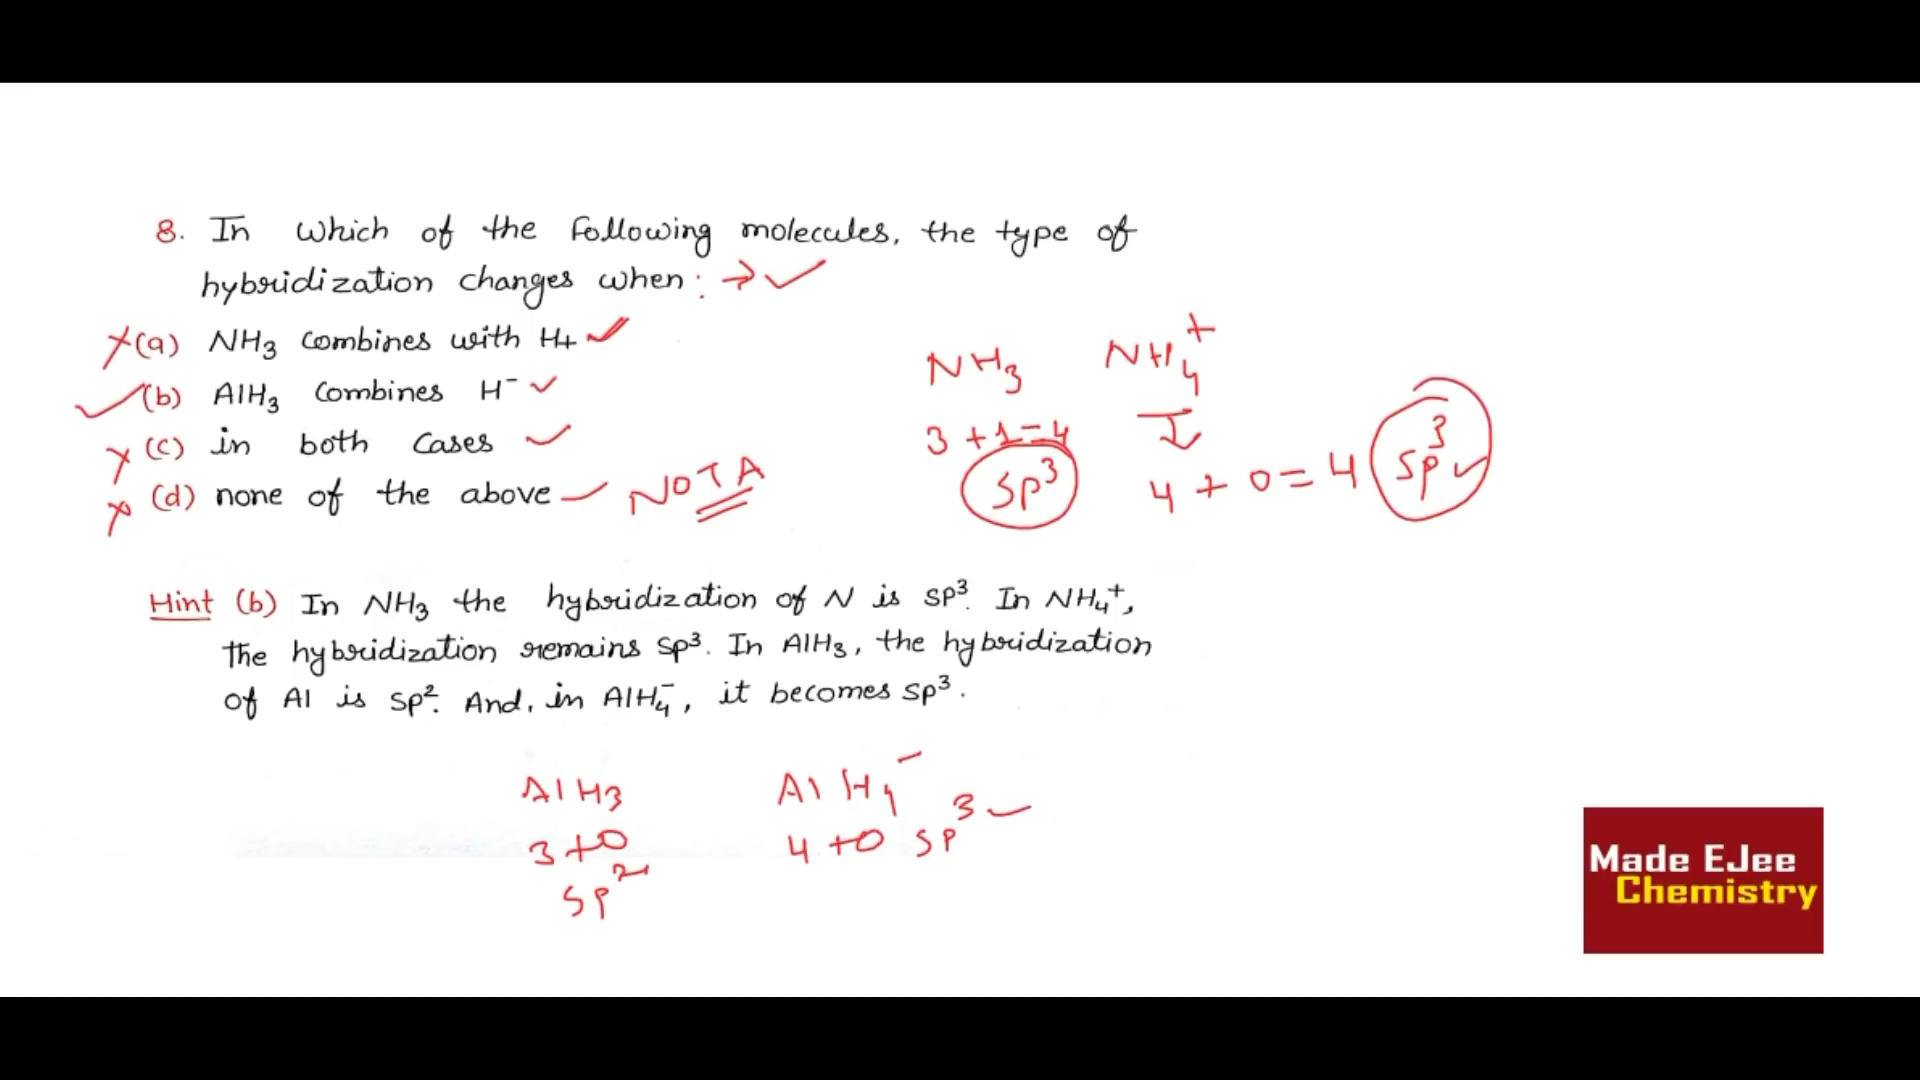 8. In which of the following molecules, the type of
hybridization changes when : →
(a) NH3 combines with H+
(b) AlH3 combines H⁻
(c) in both cases
(d) none of the above
NOTA
NH3
3 + 1 = 4
sp³
NH4⁺
4 + 0 = 4 sp³
Hint (b) In NH3 the hybridization of N is sp³. In NH4⁺,
the hybridization remains sp³. In AlH3, the hybridization
of Al is sp². And, in AlH4⁻, it becomes sp³.
AlH3
3 + 0
sp²
AlH4⁻
4 + 0 sp³
Made EJee
Chemistry